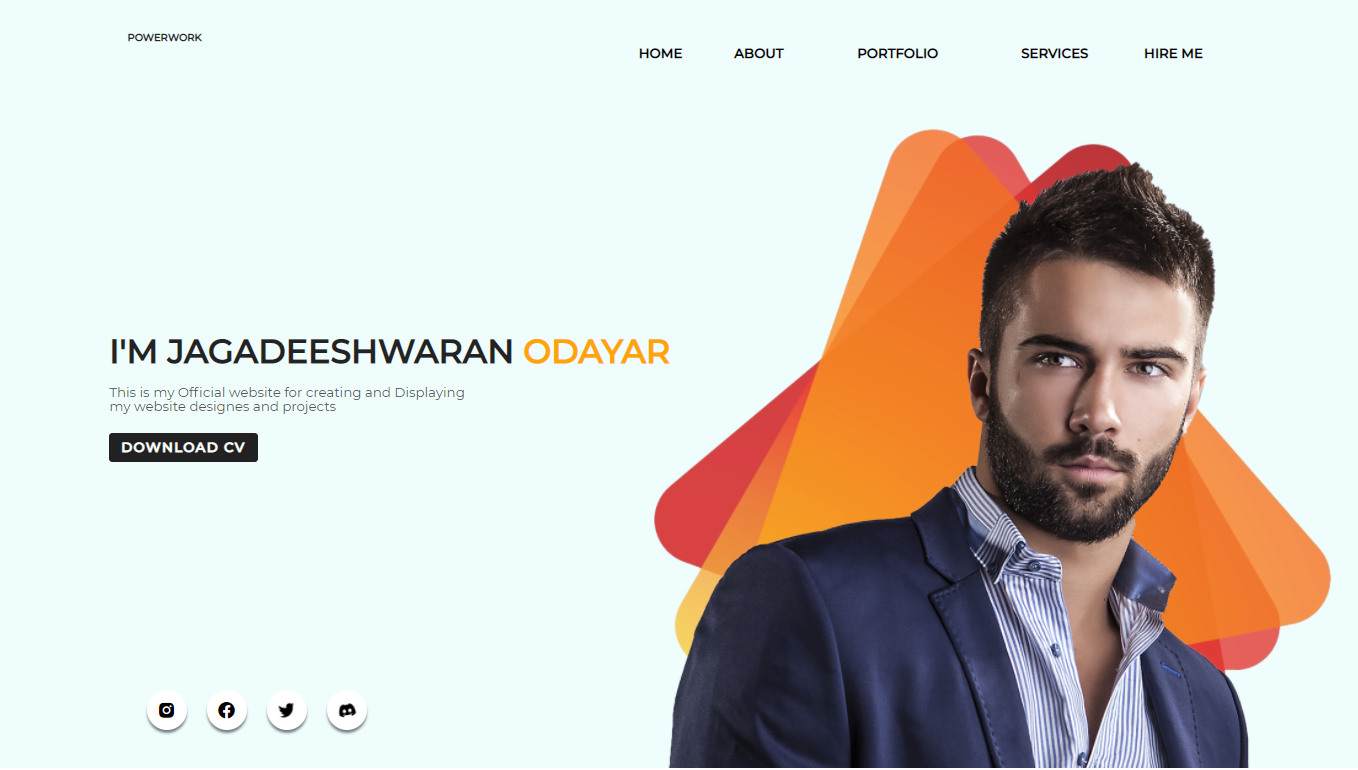 POWERWORK
HOME ABOUT PORTFOLIO SERVICES HIRE ME
I'M JAGADEESHWARAN ODAYAR
This is my Official website for creating and Displaying
my website designes and projects
DOWNLOAD CV